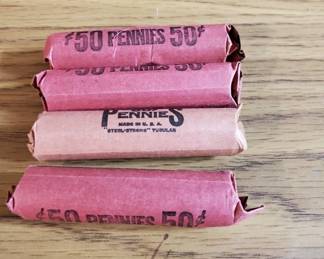 ¢50 PENNIES 50¢
¢50 PENNIES 50¢
PENNIES
MADE IN U.S.A.
"STEEL-STRONG" TUBULAR
¢50 PENNIES 50¢